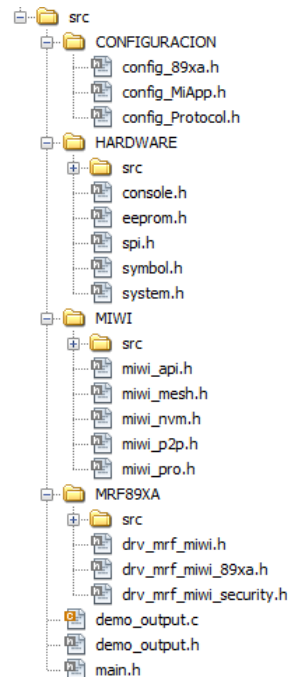 src
CONFIGURACION
config_89xa.h
config_MiApp.h
config_Protocol.h
HARDWARE
src
console.h
eeprom.h
spi.h
symbol.h
system.h
MIWI
src
miwi_api.h
miwi_mesh.h
miwi_nvm.h
miwi_p2p.h
miwi_pro.h
MRF89XA
src
drv_mrf_miwi.h
drv_mrf_miwi_89xa.h
drv_mrf_miwi_security.h
demo_output.c
demo_output.h
main.h